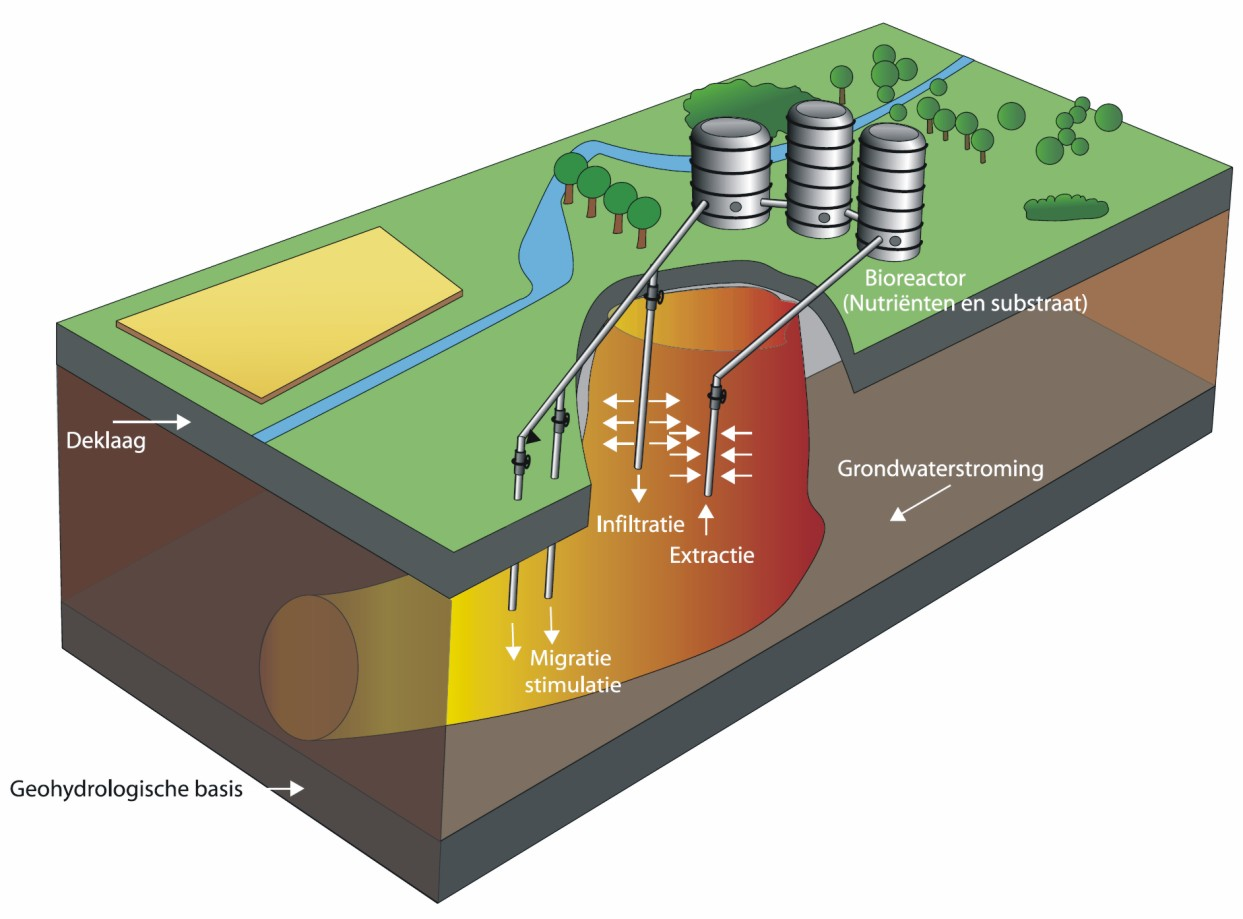 Bioreactor
(Nutriënten en substraat)
Deklaag
Grondwaterstroming
Infiltratie
Extractie
Migratie
stimulatie
Geohydrologische basis